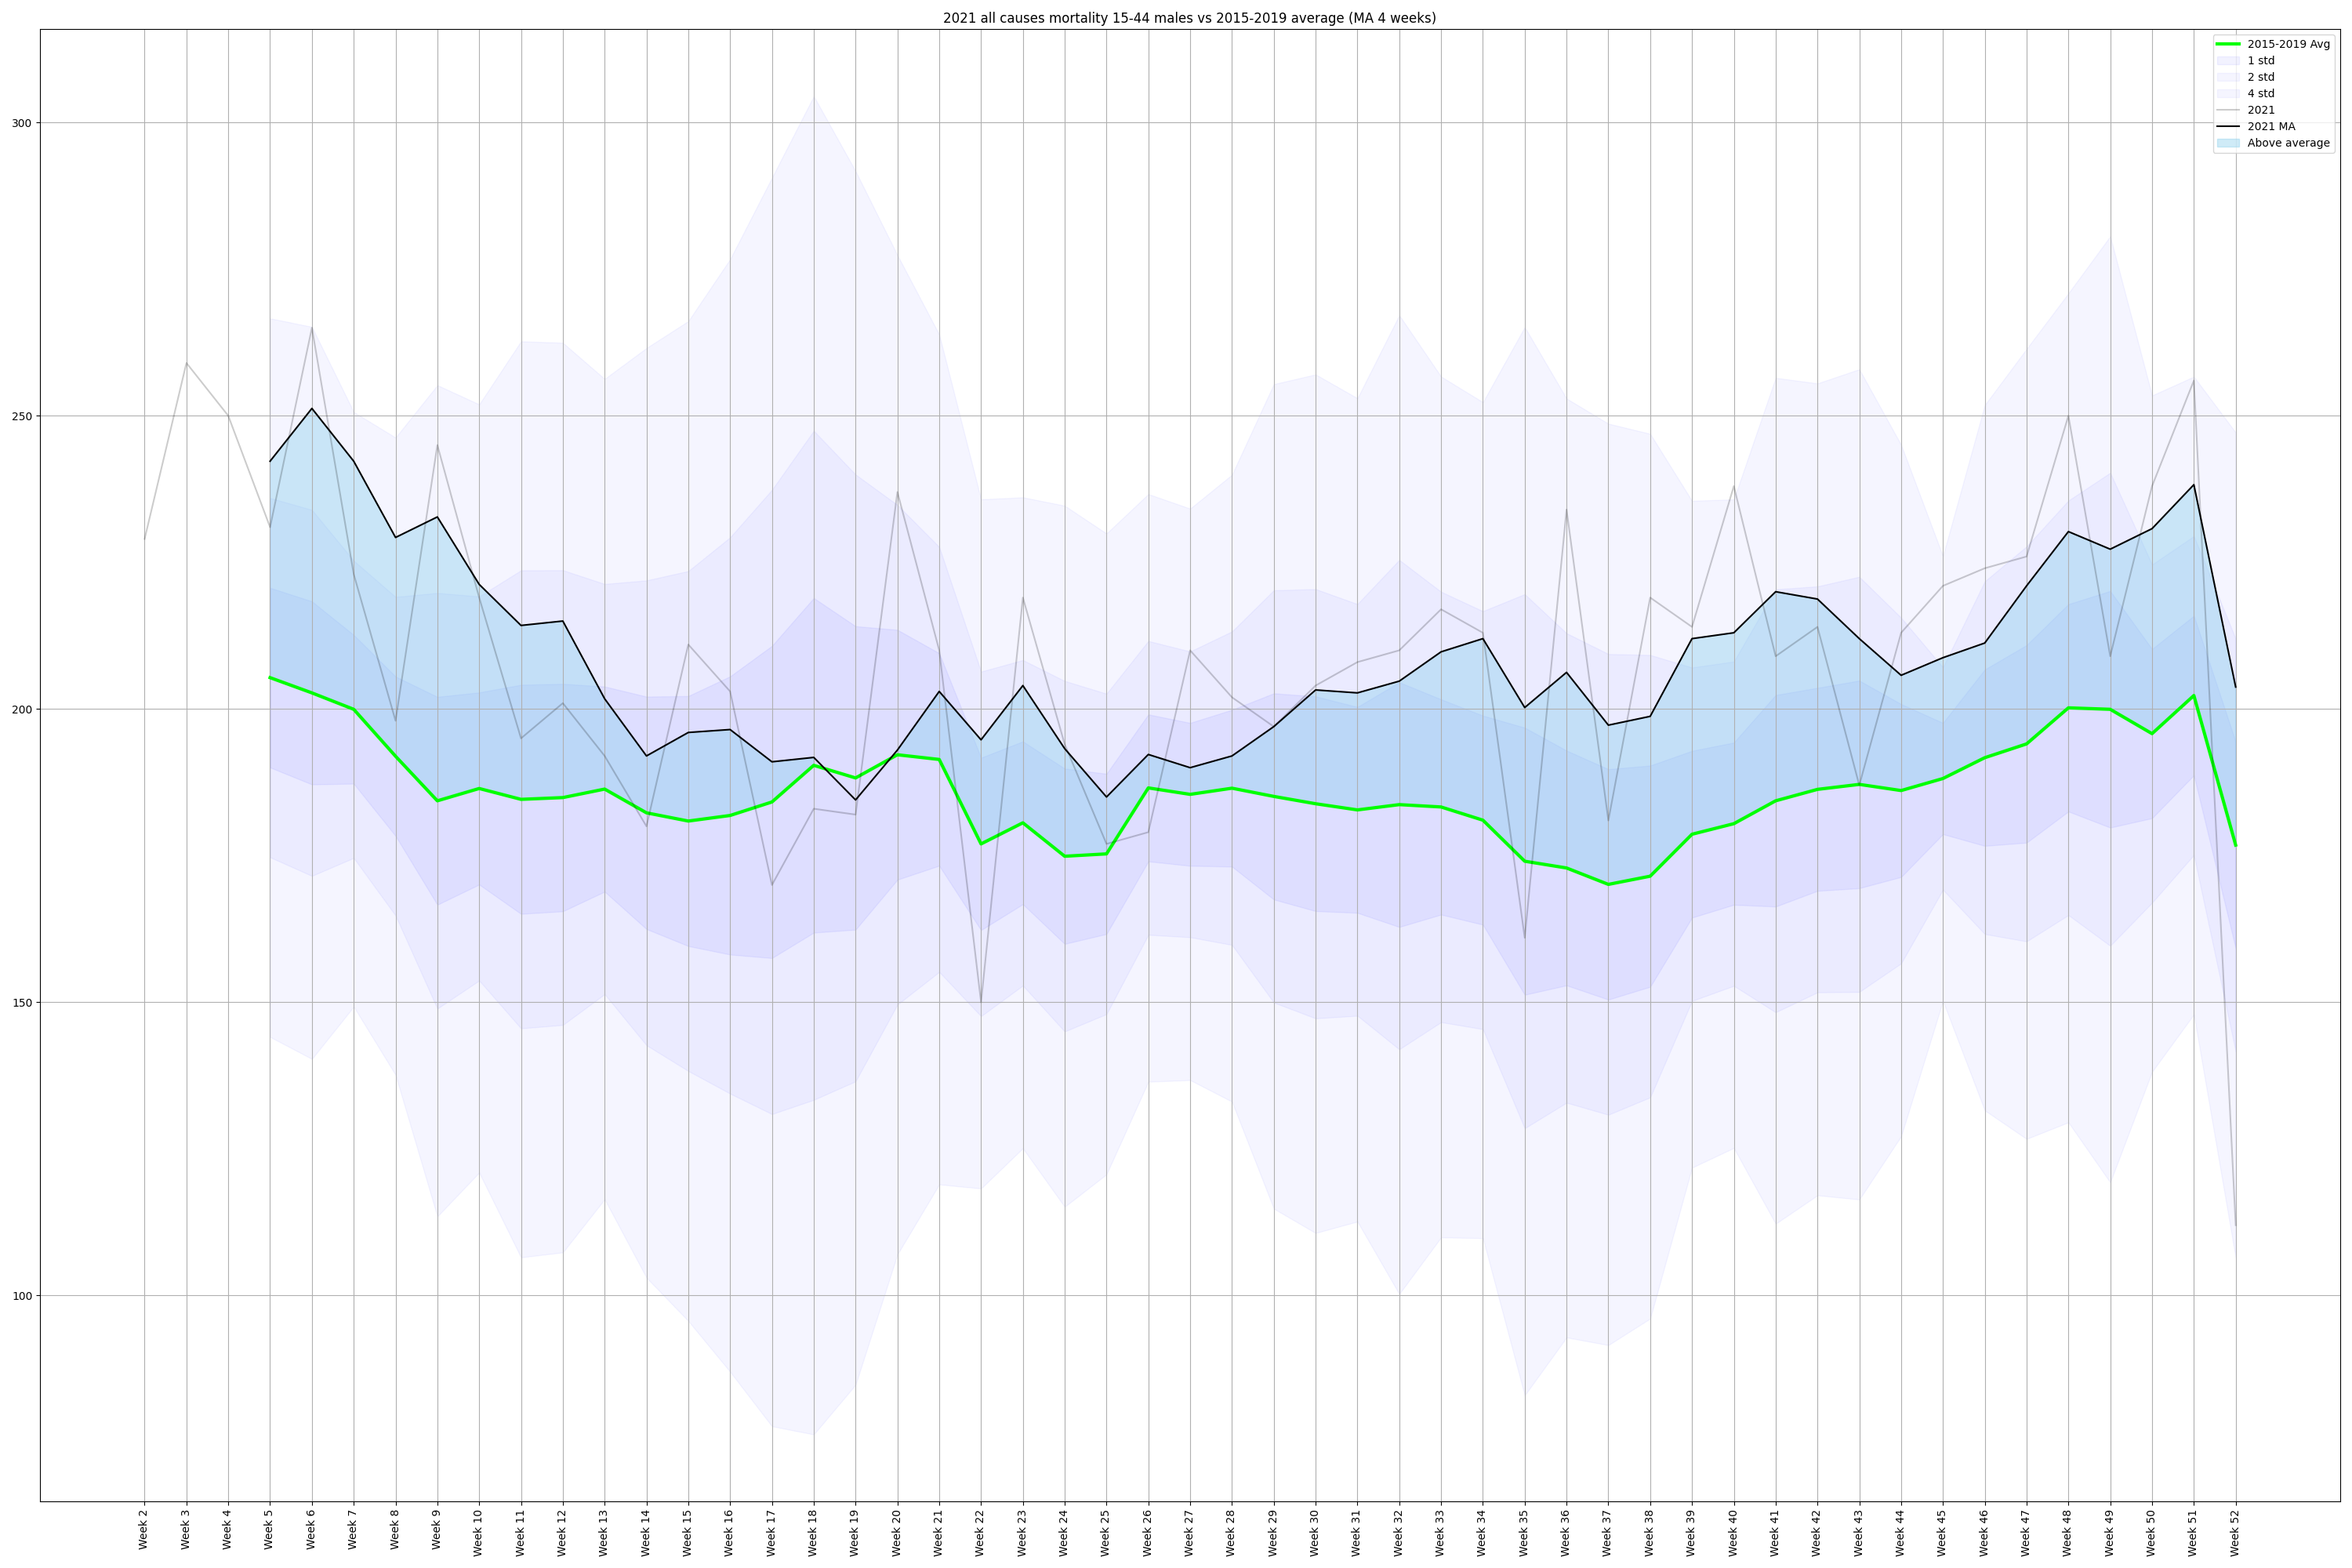 2021 all causes mortality 15-44 males vs 2015-2019 average (MA 4 weeks)
2015-2019 Avg
1 std
2 std
4 std
2021
2021 MA
Above average
300
250
200
150
100
Week 2
Week 3
Week 4
Week 5
Week 6
Week 7
Week 8
Week 9
Week 10
Week 11
Week 12
Week 13
Week 14
Week 15
Week 16
Week 17
Week 18
Week 19
Week 20
Week 21
Week 22
Week 23
Week 24
Week 25
Week 26
Week 27
Week 28
Week 29
Week 30
Week 31
Week 32
Week 33
Week 34
Week 35
Week 36
Week 37
Week 38
Week 39
Week 40
Week 41
Week 42
Week 43
Week 44
Week 45
Week 46
Week 47
Week 48
Week 49
Week 50
Week 51
Week 52